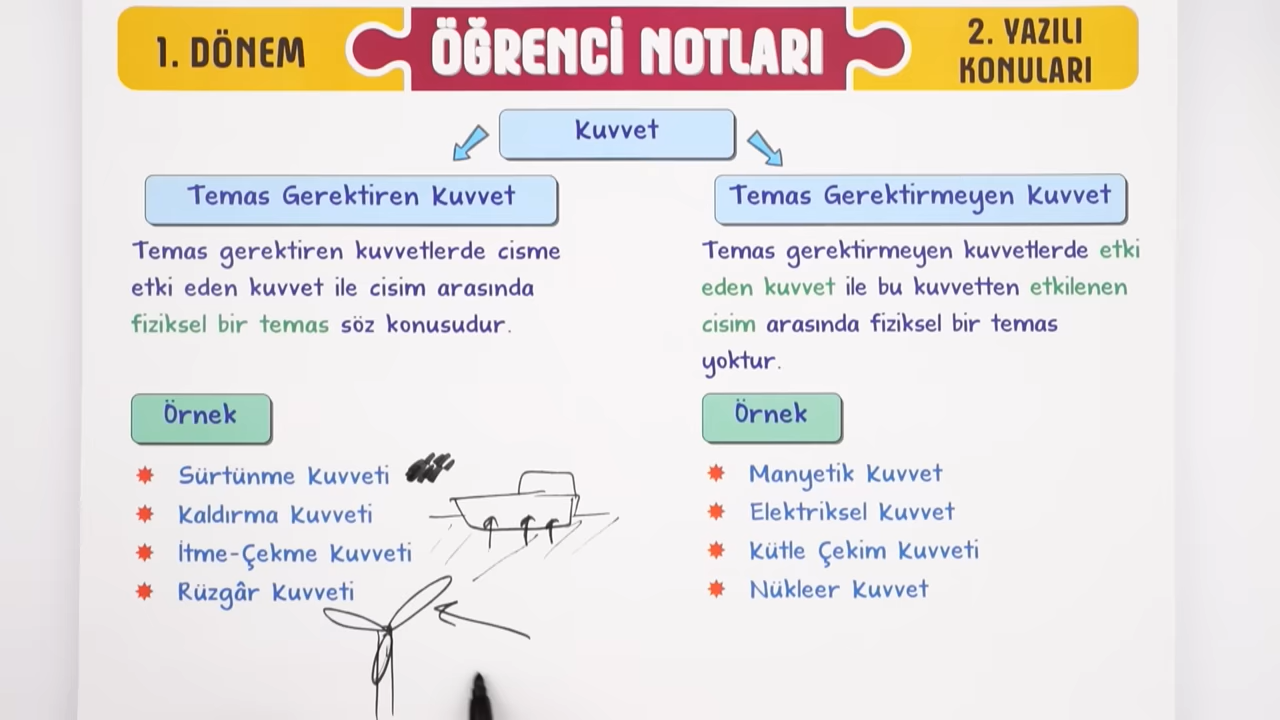 1. DÖNEM
ÖĞRENCİ NOTLARI
2. YAZILI
KONULARI
Kuvvet
Temas Gerektiren Kuvvet
Temas gerektiren kuvvetlerde cisme
etki eden kuvvet ile cisim arasında
fiziksel bir temas söz konusudur.
Örnek
Sürtünme Kuvveti
Kaldırma Kuvveti
İtme-Çekme Kuvveti
Rüzgâr Kuvveti
Temas Gerektirmeyen Kuvvet
Temas gerektirmeyen kuvvetlerde etki
eden kuvvet ile bu kuvvetten etkilenen
cisim arasında fiziksel bir temas
yoktur.
Örnek
Manyetik Kuvvet
Elektriksel Kuvvet
Kütle Çekim Kuvveti
Nükleer Kuvvet